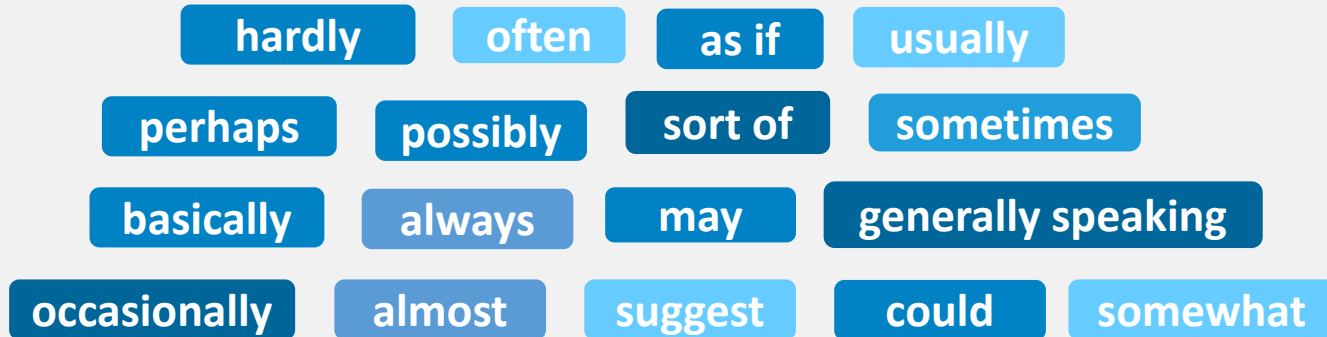 hardly often as if usually
perhaps possibly sort of sometimes
basically always may generally speaking
occasionally almost suggest could somewhat